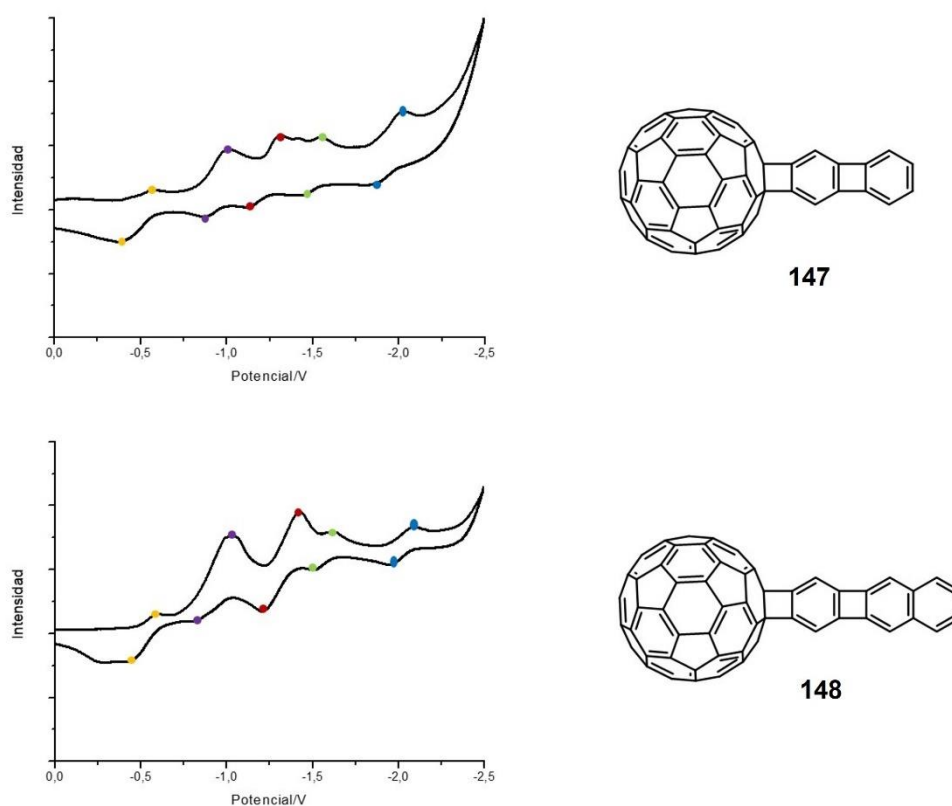 Intensidad
0,0 -0,5 -1,0 -1,5 -2,0 -2,5
Potencial/V
147
Intensidad
0,0 -0,5 -1,0 -1,5 -2,0 -2,5
Potencial/V
148